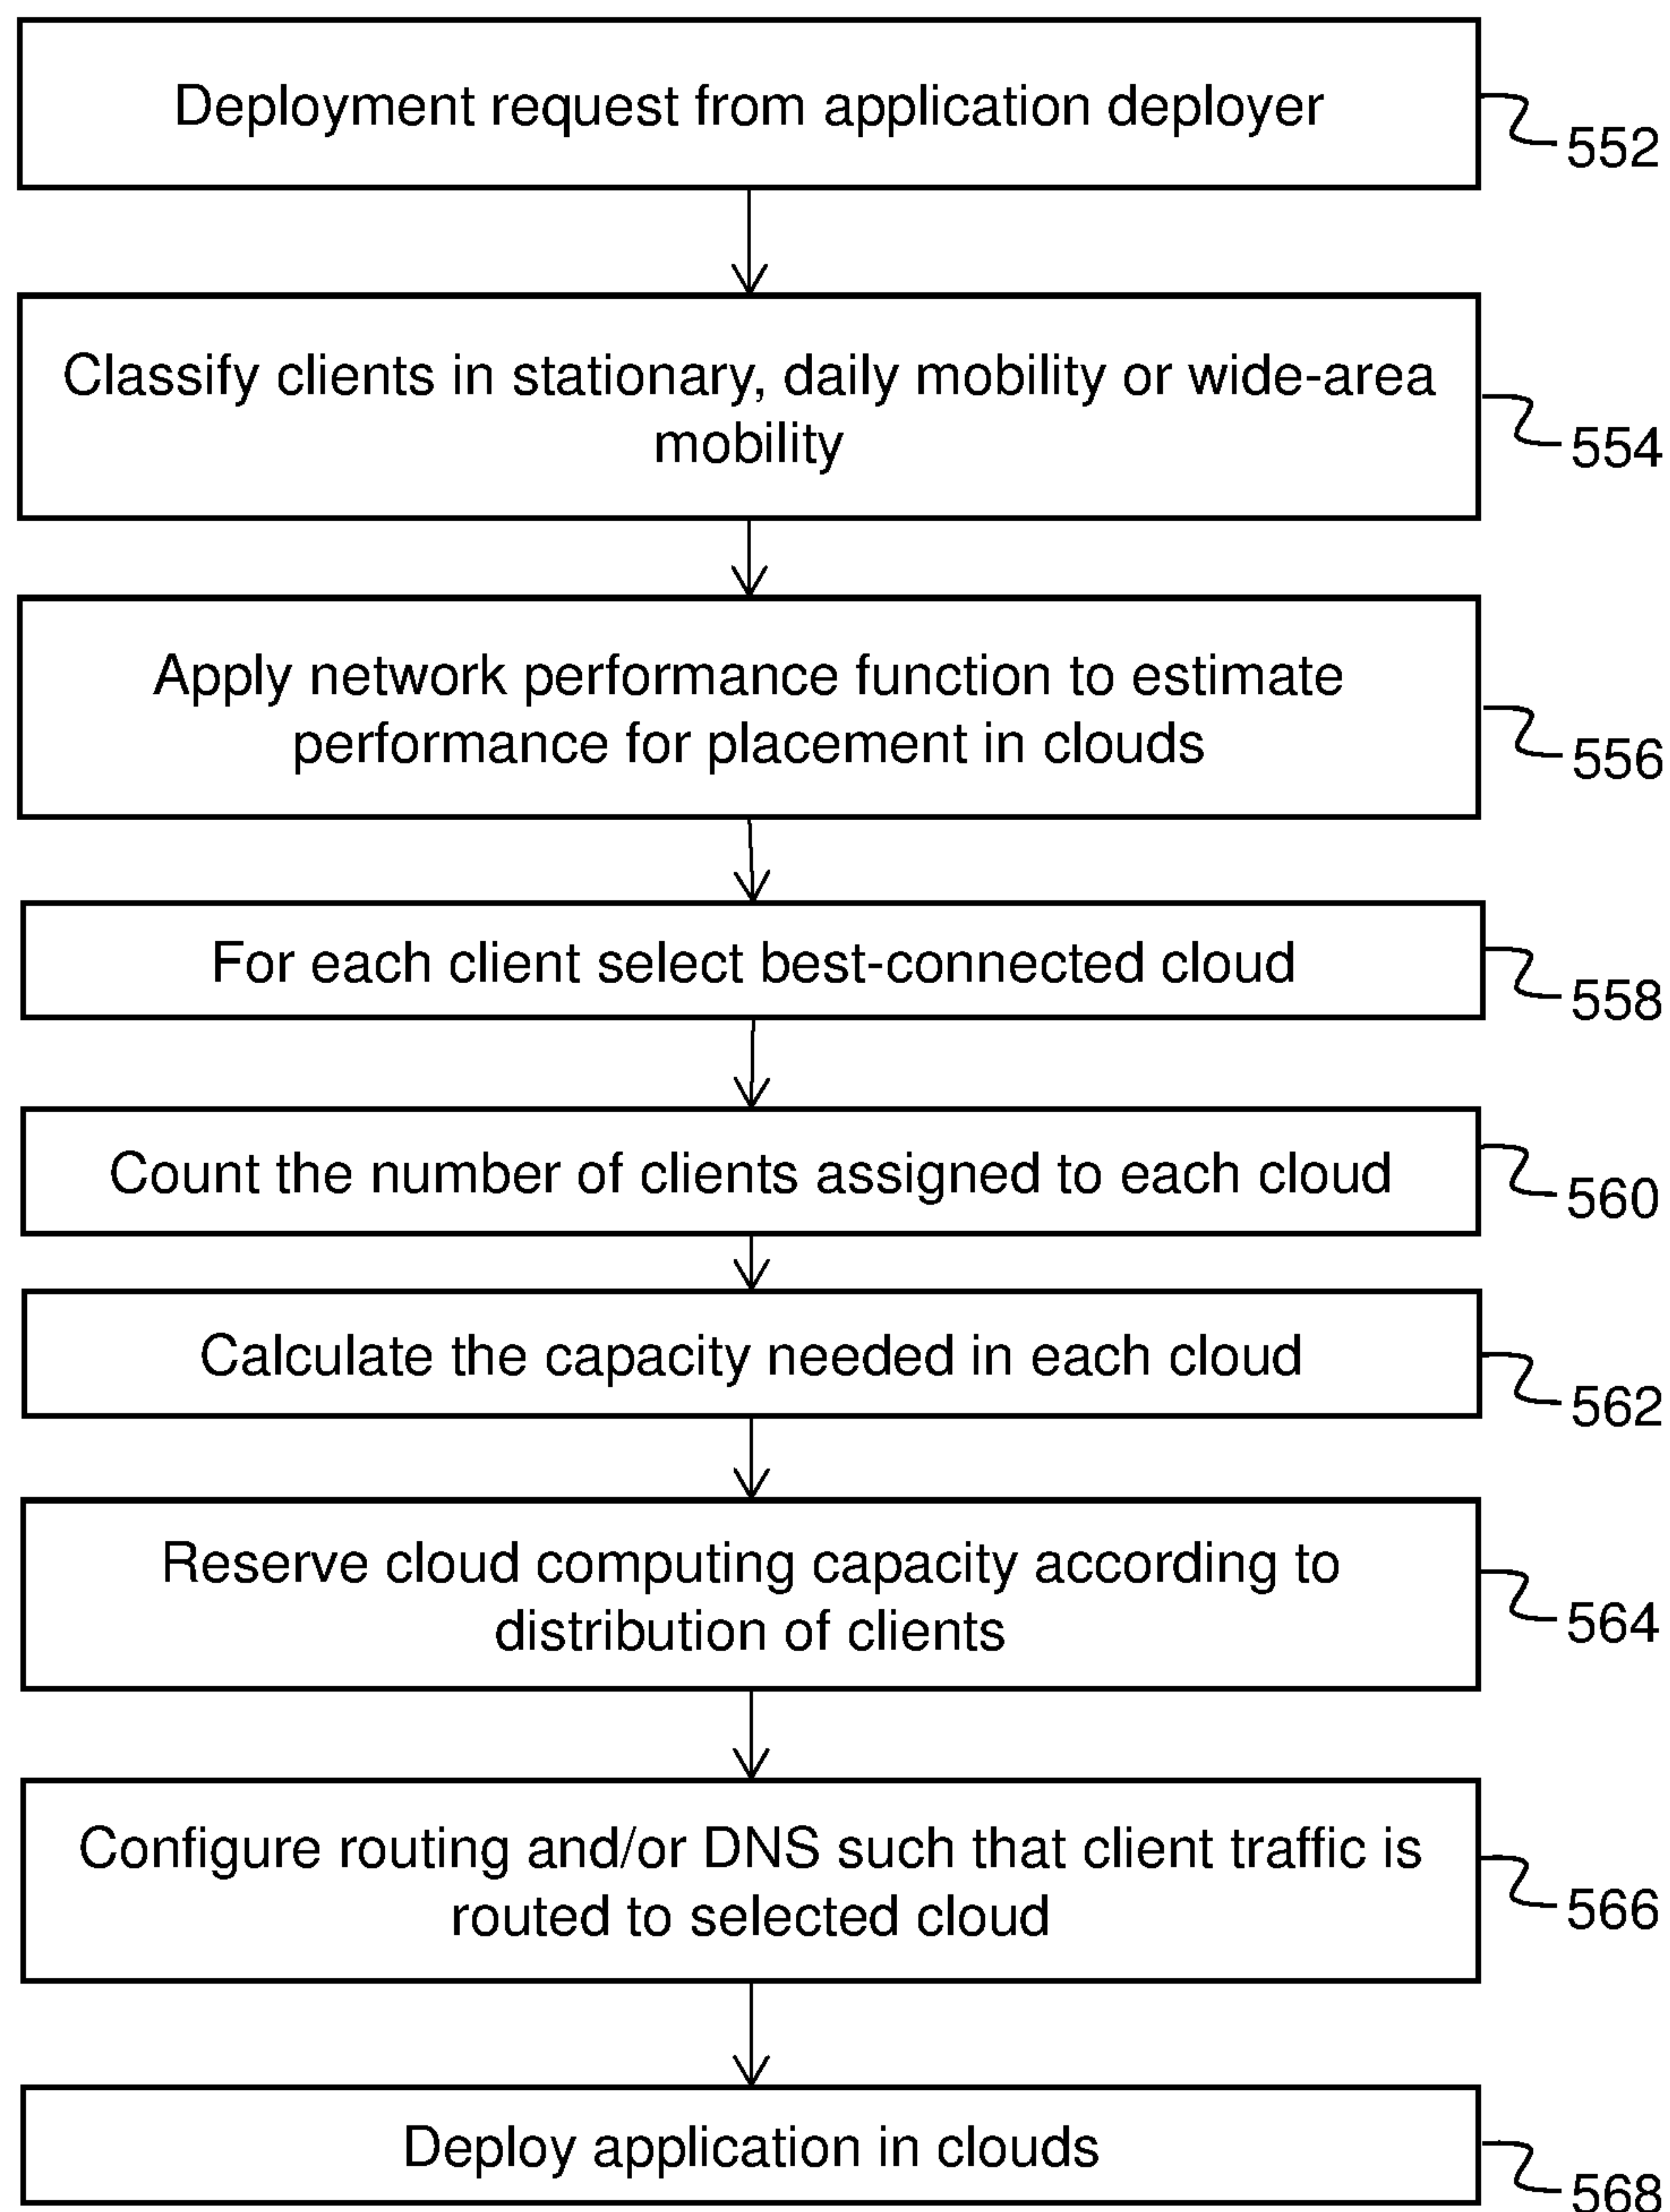 Deployment request from application deployer
552
Classify clients in stationary, daily mobility or wide-area
mobility
554
Apply network performance function to estimate
performance for placement in clouds
556
For each client select best-connected cloud
558
Count the number of clients assigned to each cloud
560
Calculate the capacity needed in each cloud
562
Reserve cloud computing capacity according to
distribution of clients
564
Configure routing and/or DNS such that client traffic is
routed to selected cloud
566
Deploy application in clouds
568